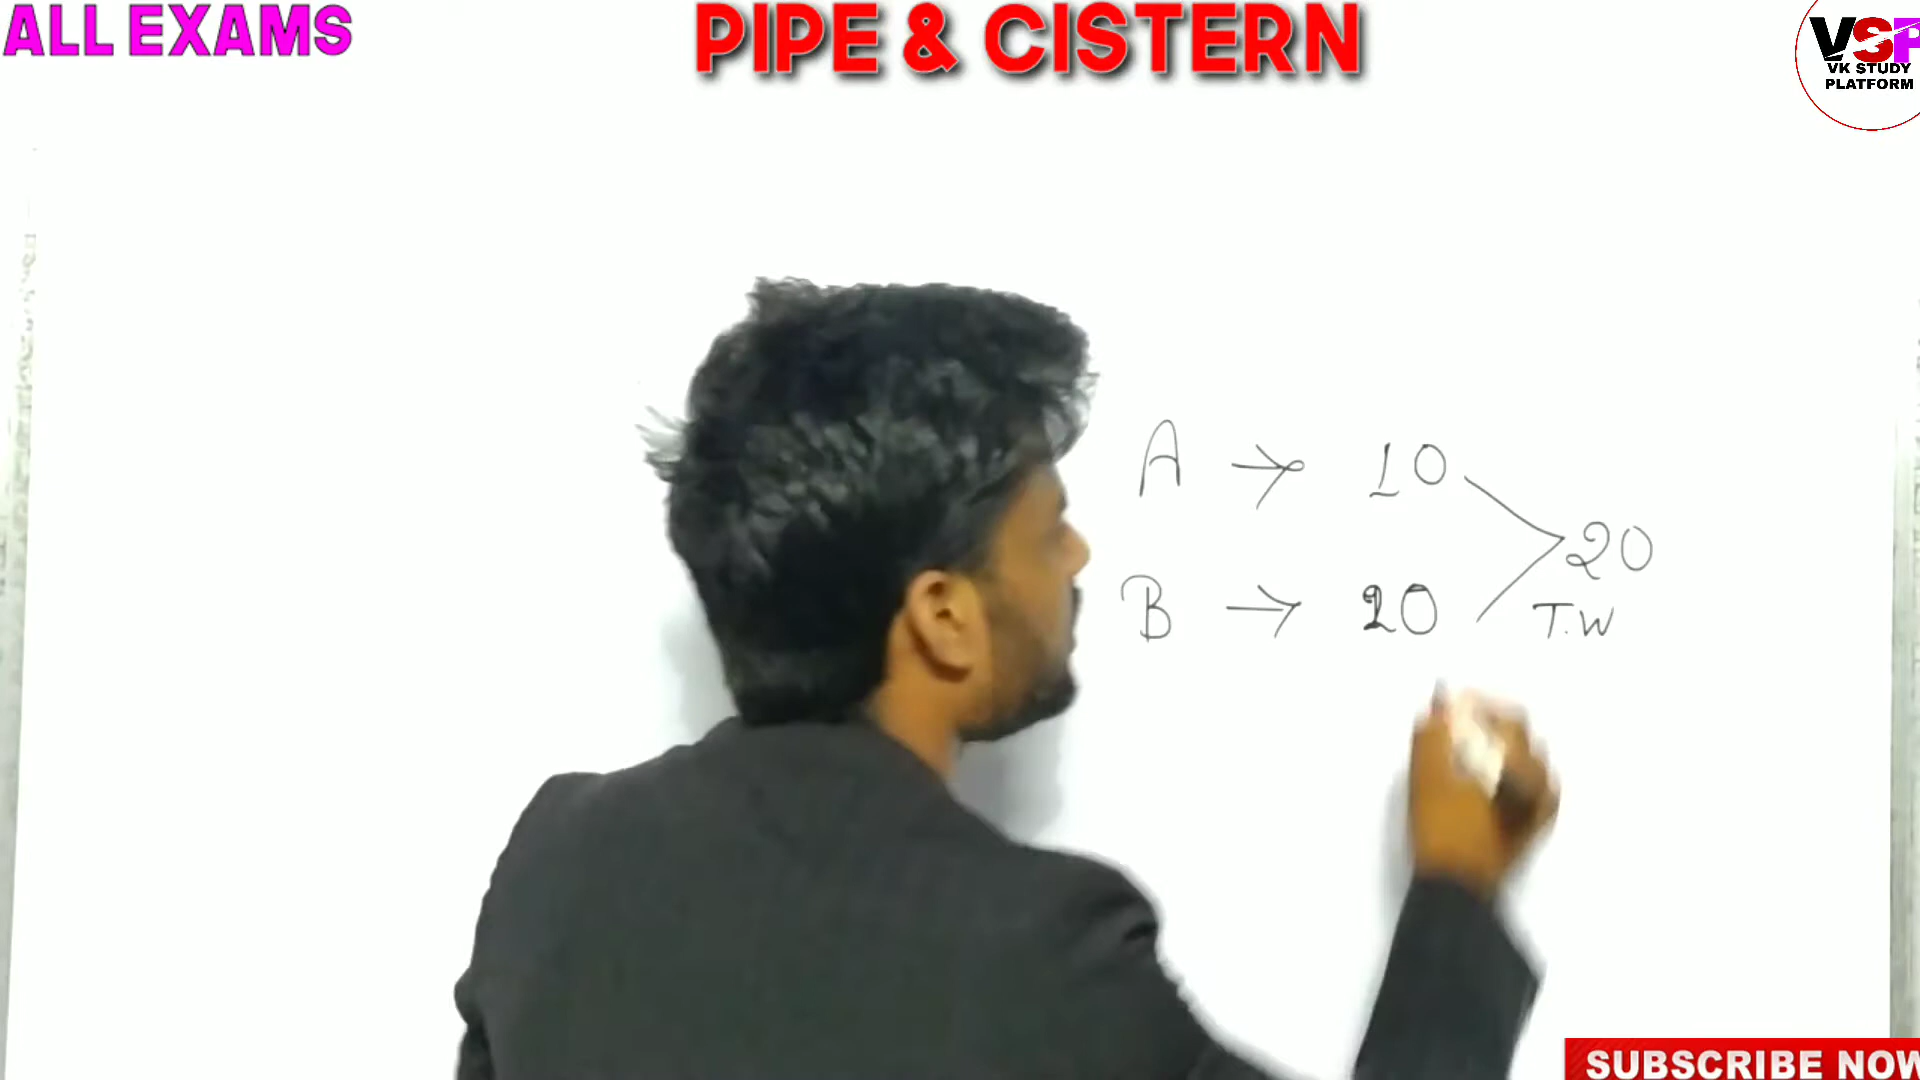 ALL EXAMS
PIPE & CISTERN
VSP
VK STUDY
PLATFORM
A → 10
20
B → 20
T.W
SUBSCRIBE NOW